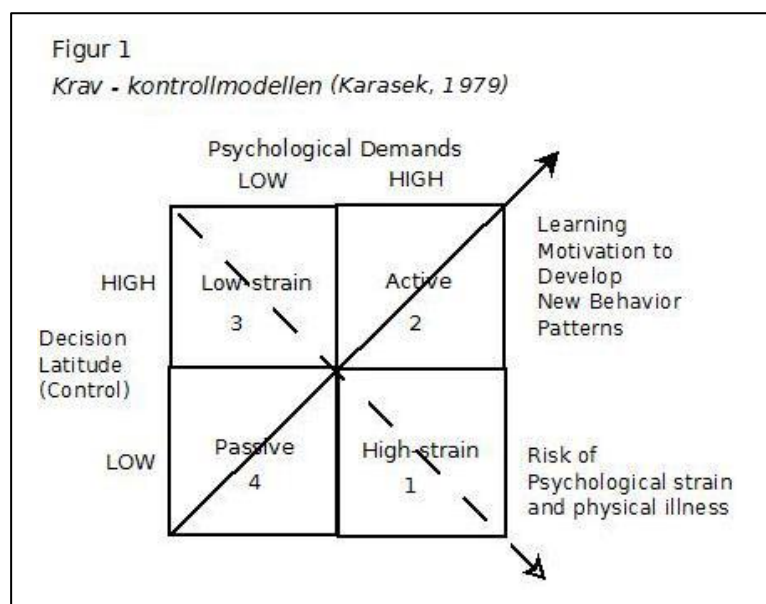 Figur 1
Krav - kontrollmodellen (Karasek, 1979)
Psychological Demands
LOW HIGH
HIGH
Low-strain
3
Active
2
Learning
Motivation to
Develop
New Behavior
Patterns
Decision
Latitude
(Control)
LOW
Passive
4
High-strain
1
Risk of
Psychological strain
and physical illness